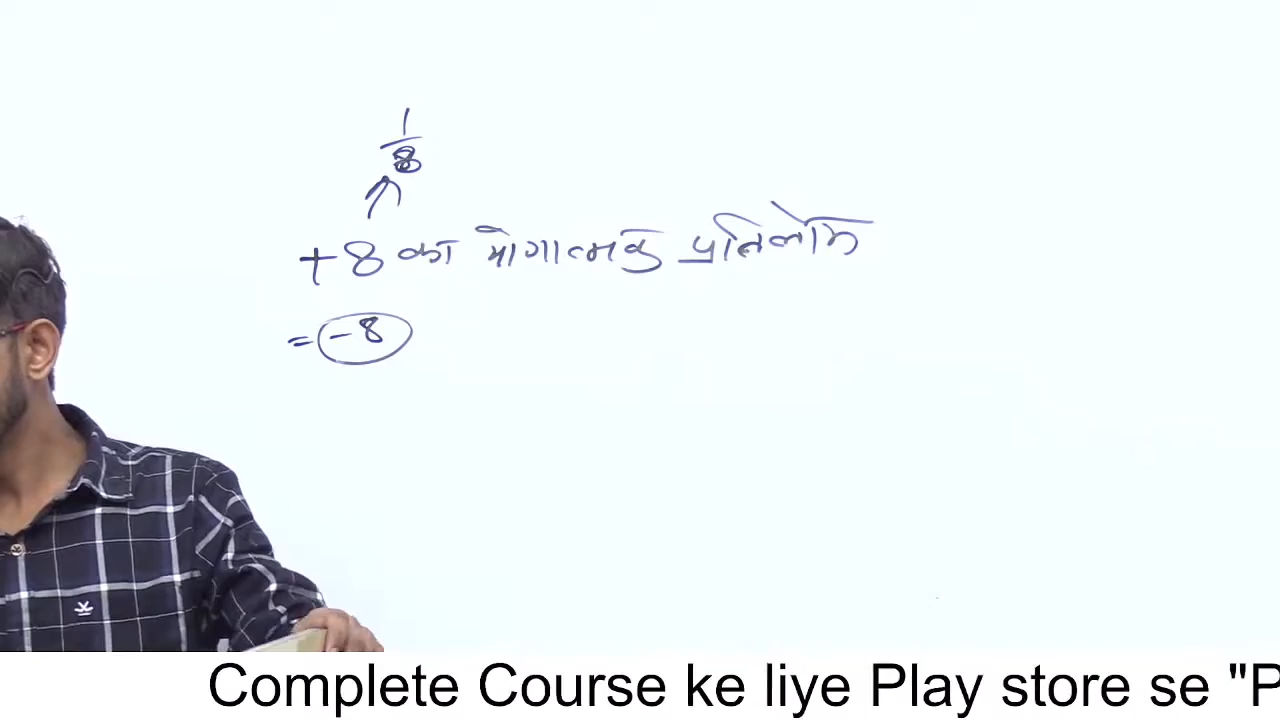 1/8
+8 का योगात्मक प्रतिलोम
= -8
Complete Course ke liye Play store se "P